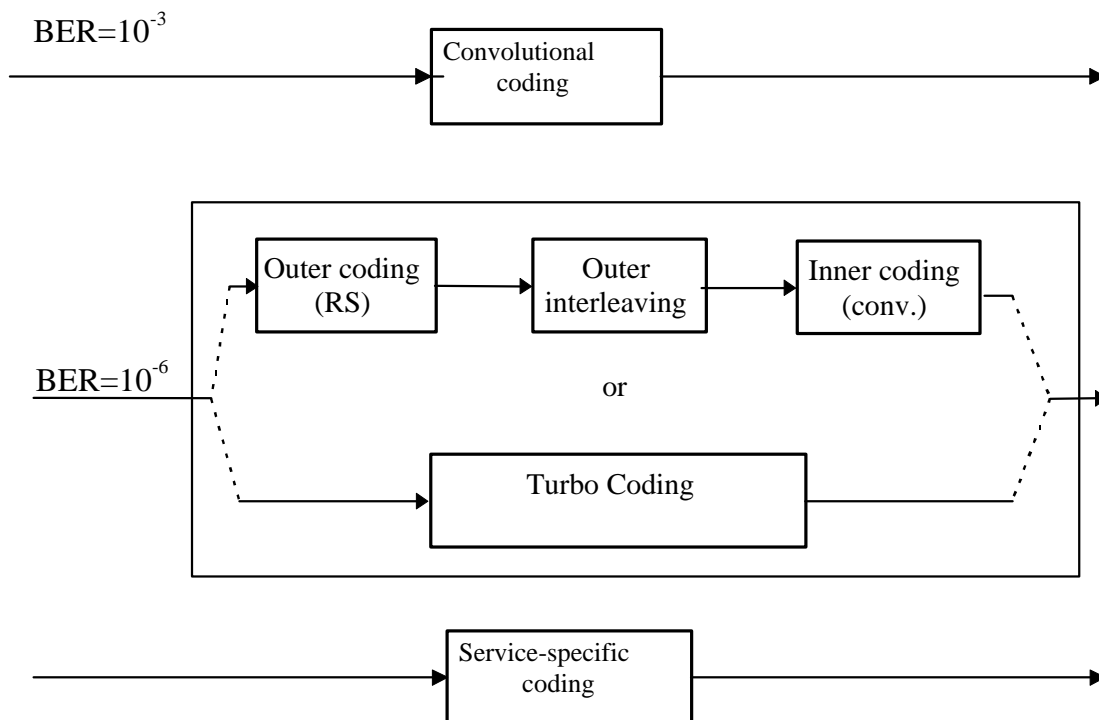 BER=10⁻³
Convolutional
coding
Outer coding
(RS)
Outer
interleaving
Inner coding
(conv.)
BER=10⁻⁶
or
Turbo Coding
Service-specific
coding